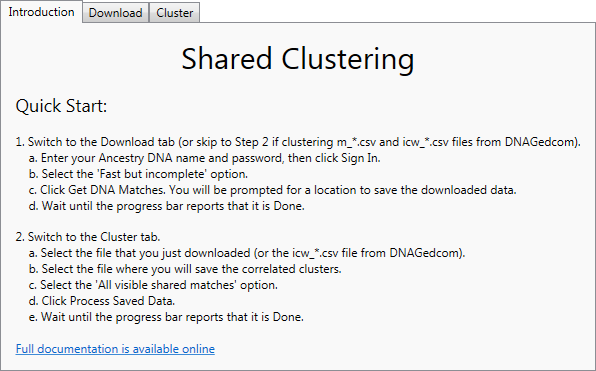 Introduction Download Cluster
Shared Clustering
Quick Start:
1. Switch to the Download tab (or skip to Step 2 if clustering m_*.csv and icw_*.csv files from DNAGedcom).
a. Enter your Ancestry DNA name and password, then click Sign In.
b. Select the 'Fast but incomplete' option.
c. Click Get DNA Matches. You will be prompted for a location to save the downloaded data.
d. Wait until the progress bar reports that it is Done.
2. Switch to the Cluster tab.
a. Select the file that you just downloaded (or the icw_*.csv file from DNAGedcom).
b. Select the file where you will save the correlated clusters.
c. Select the 'All visible shared matches' option.
d. Click Process Saved Data.
e. Wait until the progress bar reports that it is Done.
Full documentation is available online